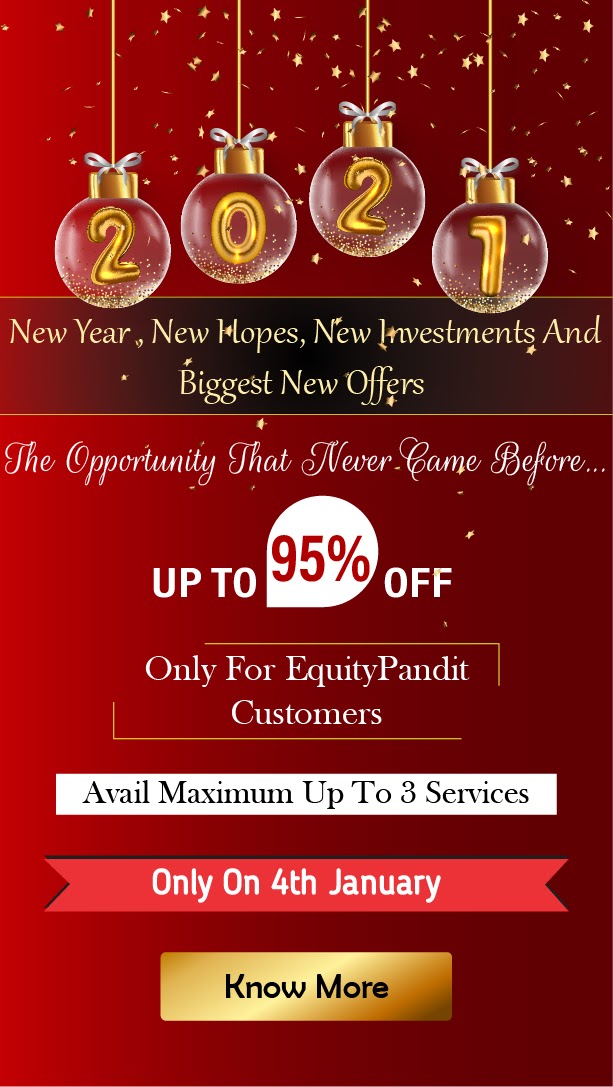 2021
New Year , New Hopes, New Investments And
Biggest New Offers
The Opportunity That Never Came Before...
UP TO 95% OFF
Only For EquityPandit
Customers
Avail Maximum Up To 3 Services
Only On 4th January
Know More